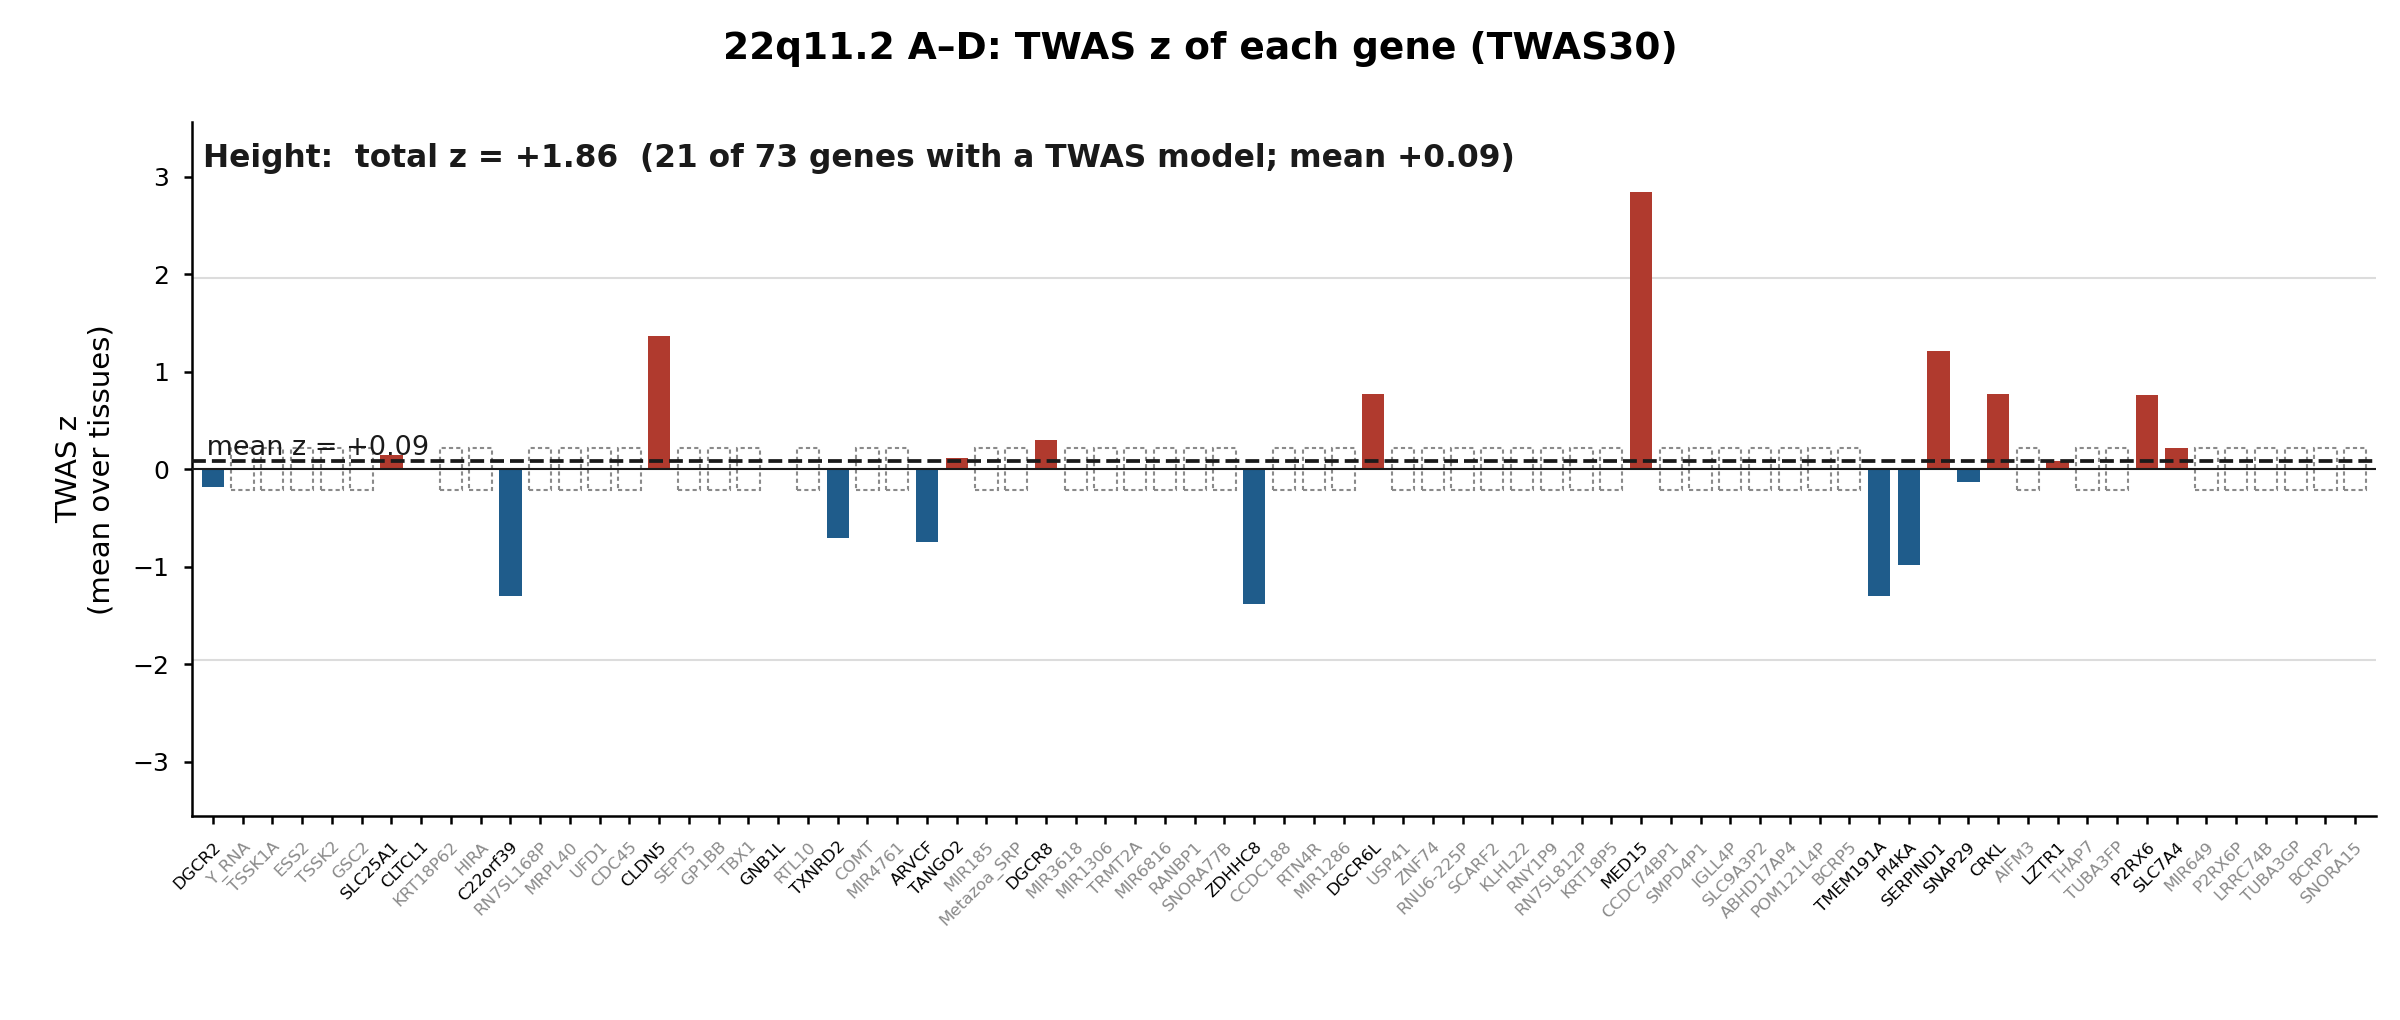 22q11.2 A–D: TWAS z of each gene (TWAS30)
Height:  total z = +1.86  (21 of 73 genes with a TWAS model; mean +0.09)
TWAS z
(mean over tissues)
3
2
1
0
−1
−2
−3
mean z = +0.09
DGCR2
Y_RNA
TSSK1A
ESS2
TSSK2
GSC2
SLC25A1
CLTCL1
KRT18P62
HIRA
C22orf39
RN7SL168P
MRPL40
UFD1
CDC45
CLDN5
SEPT5
GP1BB
TBX1
GNB1L
RTL10
TXNRD2
COMT
MIR4761
ARVCF
TANGO2
MIR185
Metazoa_SRP
DGCR8
MIR3618
MIR1306
TRMT2A
MIR6816
RANBP1
SNORA77B
ZDHHC8
CCDC188
RTN4R
MIR1286
DGCR6L
USP41
ZNF74
RNU6-225P
SCARF2
KLHL22
RNY1P9
RN7SL812P
KRT18P5
MED15
CCDC74BP1
SMPD4P1
IGLL4P
SLC9A3P2
ABHD17AP4
POM121L4P
BCRP5
TMEM191A
PI4KA
SERPIND1
SNAP29
CRKL
AIFM3
LZTR1
THAP7
TUBA3FP
P2RX6
SLC7A4
MIR649
P2RX6P
LRRC74B
TUBA3GP
BCRP2
SNORA15